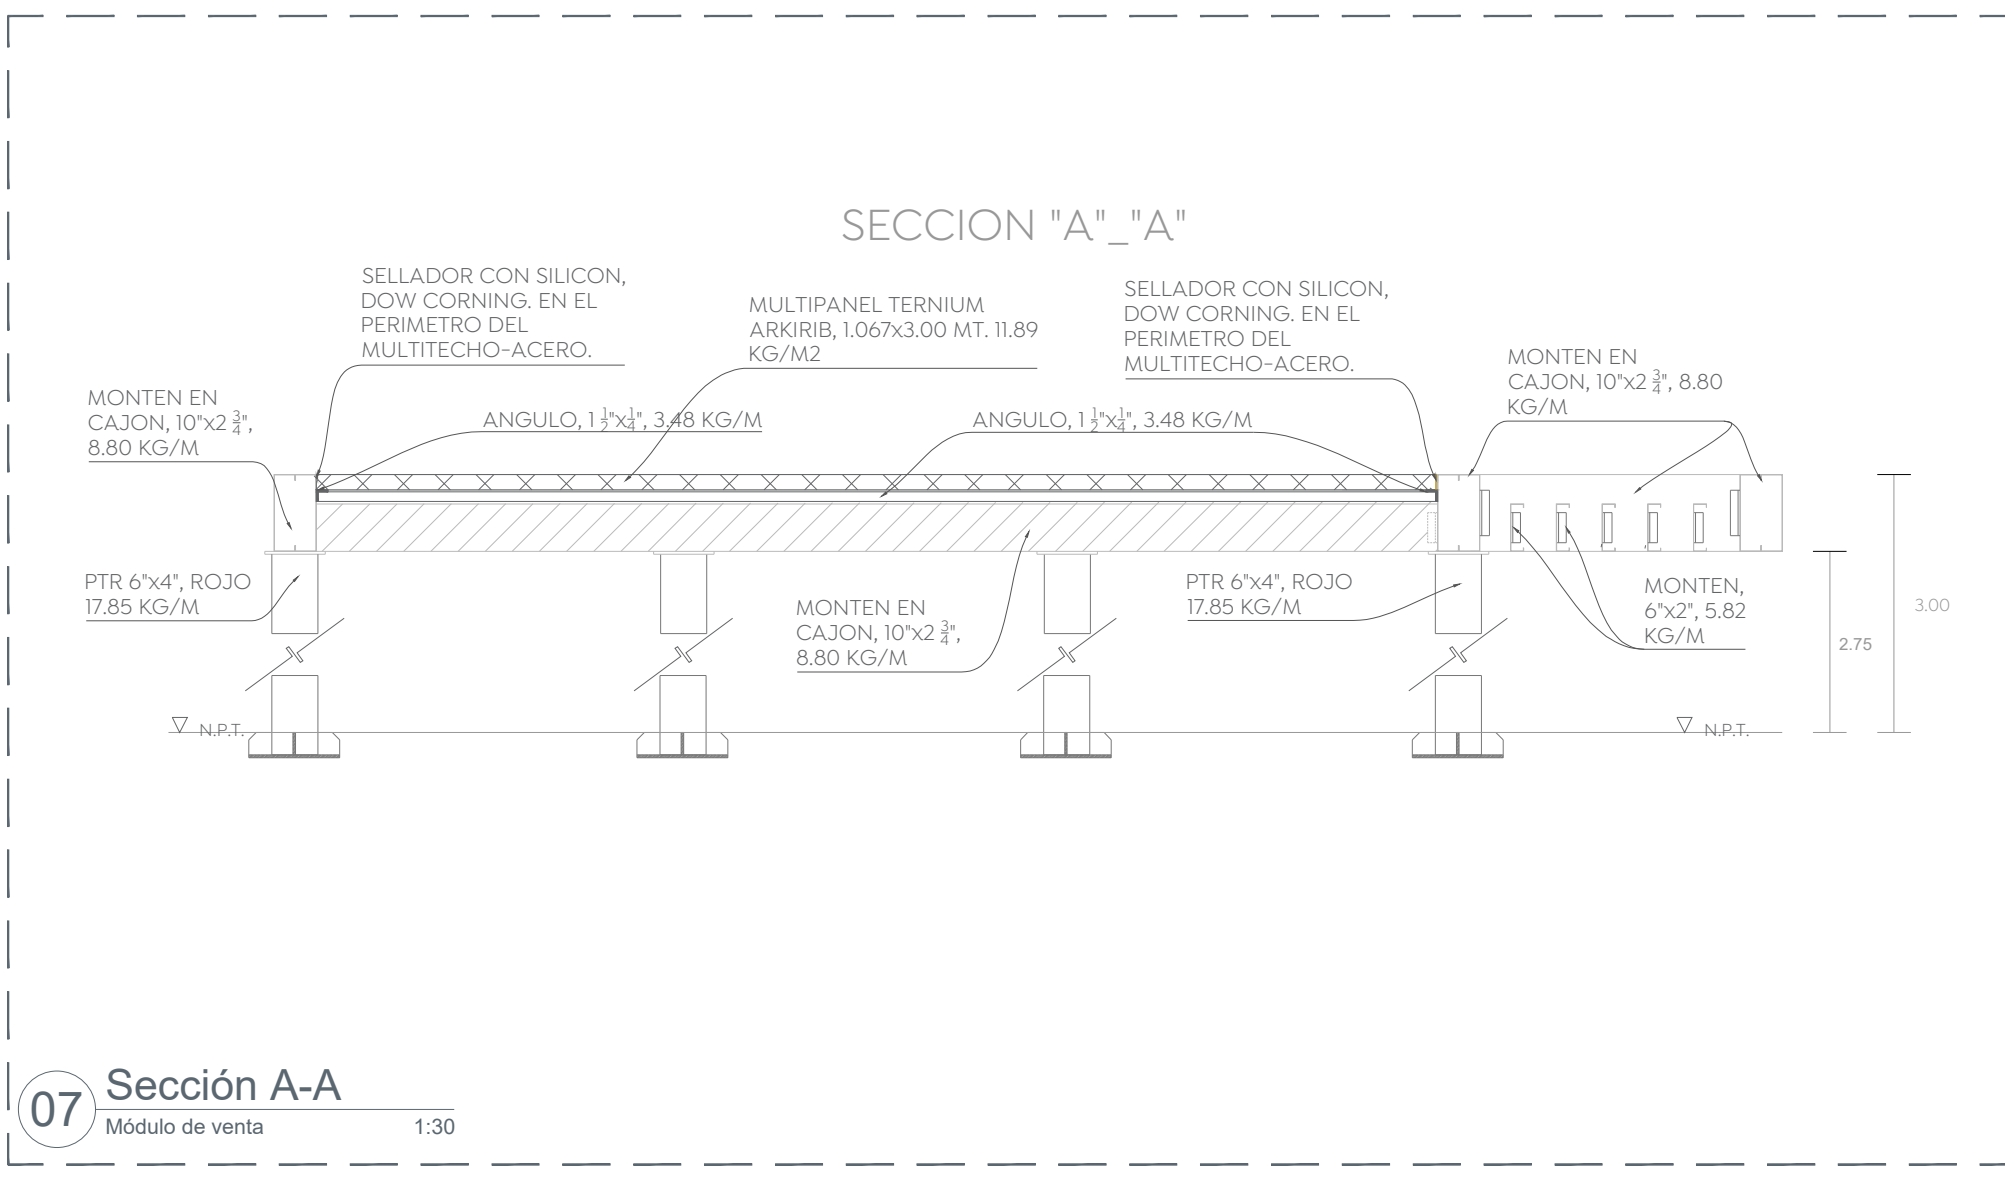 SECCION "A"_"A"
SELLADOR CON SILICON,
DOW CORNING. EN EL
PERIMETRO DEL
MULTITECHO-ACERO.
MULTIPANEL TERNIUM
ARKIRIB, 1.067x3.00 MT. 11.89
KG/M2
SELLADOR CON SILICON,
DOW CORNING. EN EL
PERIMETRO DEL
MULTITECHO-ACERO.
MONTEN EN
CAJON, 10"x2 3/4", 8.80
KG/M
MONTEN EN
CAJON, 10"x2 3/4",
8.80 KG/M
ANGULO, 1 1/2"x1/4", 3.48 KG/M
ANGULO, 1 1/2"x1/4", 3.48 KG/M
PTR 6"x4", ROJO
17.85 KG/M
MONTEN EN
CAJON, 10"x2 3/4",
8.80 KG/M
PTR 6"x4", ROJO
17.85 KG/M
MONTEN,
6"x2", 5.82
KG/M
2.75
3.00
N.P.T.
N.P.T.
07
Sección A-A
Módulo de venta
1:30